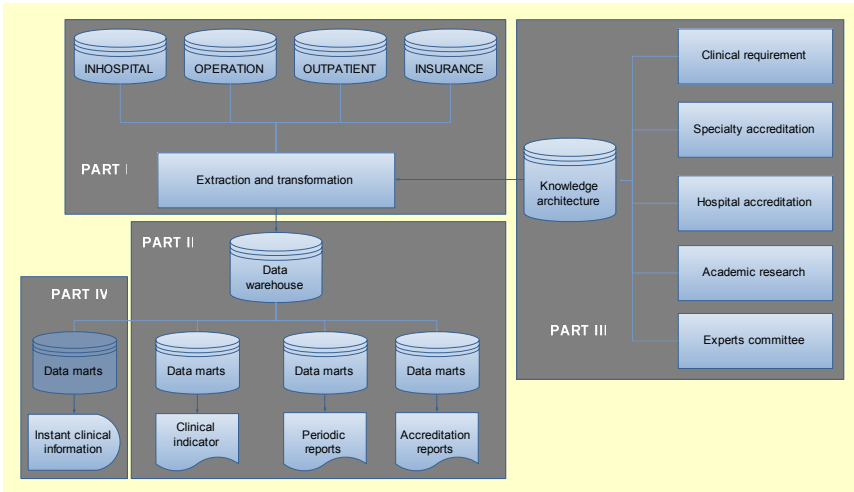 INHOSPITAL
OPERATION
OUTPATIENT
INSURANCE
PART I
Extraction and transformation
PART II
Data
warehouse
Data marts
Clinical
indicator
Data marts
Periodic
reports
Data marts
Accreditation
reports
PART IV
Data marts
Instant clinical
information
Knowledge
architecture
Clinical requirement
Specialty accreditation
Hospital accreditation
Academic research
Experts committee
PART III